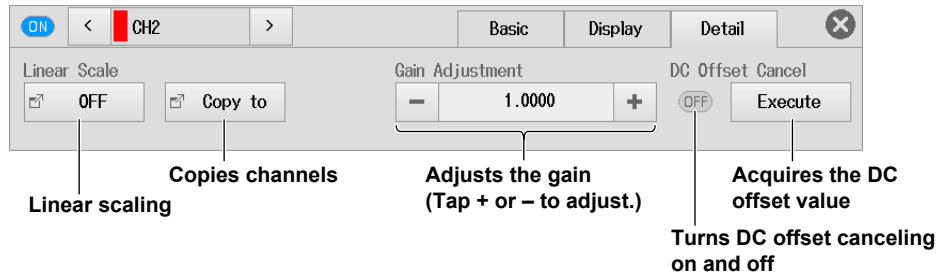 ON < CH2 > Basic Display Detail
Linear Scale Gain Adjustment DC Offset Cancel
OFF Copy to − 1.0000 + OFF Execute
Copies channels
Linear scaling
Adjusts the gain
(Tap + or – to adjust.)
Acquires the DC
offset value
Turns DC offset canceling
on and off